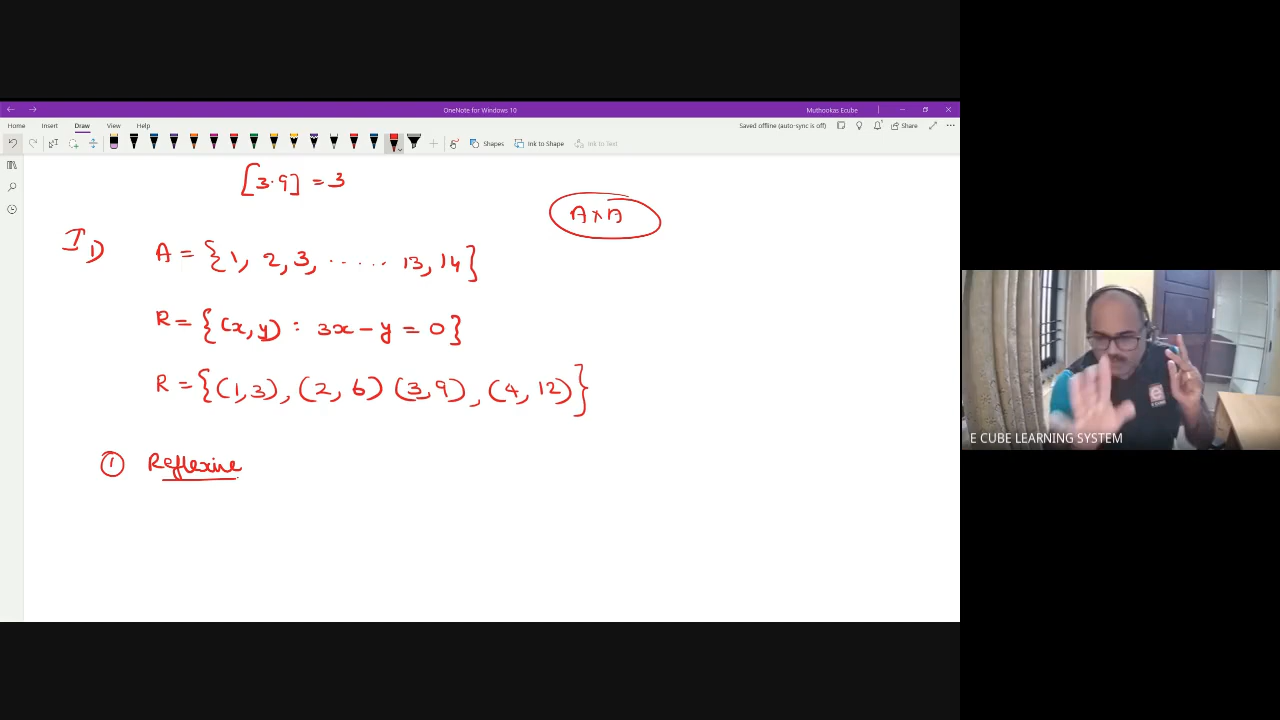 OneNote for Windows 10
Muthookas Ecube
Home Insert Draw View Help
Saved offline (auto-sync is off) Share
Shapes Ink to Shape Ink to Text
[3.9] = 3
A×A
I) A = {1, 2, 3, ...... 13, 14}
R = {(x,y) : 3x - y = 0}
R = {(1,3), (2, 6) (3,9), (4, 12)}
① Reflexive
E CUBE LEARNING SYSTEM